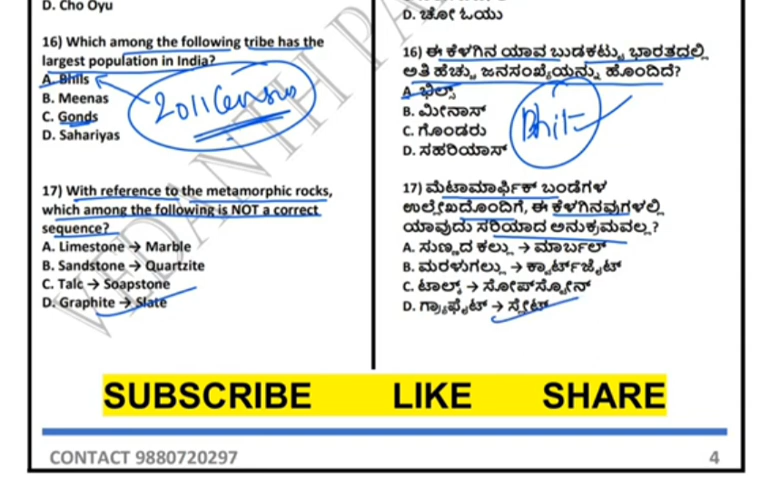 D. Cho Oyu
16) Which among the following tribe has the
largest population in India?
A. Bhils
B. Meenas
C. Gonds
D. Sahariyas
2011 Census
17) With reference to the metamorphic rocks,
which among the following is NOT a correct
sequence?
A. Limestone → Marble
B. Sandstone → Quartzite
C. Talc → Soapstone
D. Graphite → Slate
D. ಚೋ ಓಯು
16) ಈ ಕೆಳಗಿನ ಯಾವ ಬುಡಕಟ್ಟು ಭಾರತದಲ್ಲಿ
ಅತಿ ಹೆಚ್ಚು ಜನಸಂಖ್ಯೆಯನ್ನು ಹೊಂದಿದೆ?
A. ಭಿಲ್ಸ್
B. ಮೀನಾಸ್
C. ಗೊಂಡರು
D. ಸಹರಿಯಾಸ್
Bhil
17) ಮೆಟಾಮಾರ್ಫಿಕ್ ಬಂಡೆಗಳ
ಉಲ್ಲೇಖದೊಂದಿಗೆ, ಈ ಕೆಳಗಿನವುಗಳಲ್ಲಿ
ಯಾವುದು ಸರಿಯಾದ ಅನುಕ್ರಮವಲ್ಲ?
A. ಸುಣ್ಣದ ಕಲ್ಲು → ಮಾರ್ಬಲ್
B. ಮರಳುಗಲ್ಲು → ಕ್ವಾರ್ಟ್ಜೈಟ್
C. ಟಾಲ್ಕ್ → ಸೋಪ್‌ಸ್ಟೋನ್
D. ಗ್ರ್ಯಾಫೈಟ್ → ಸ್ಲೇಟ್
SUBSCRIBE LIKE SHARE
CONTACT 9880720297 4